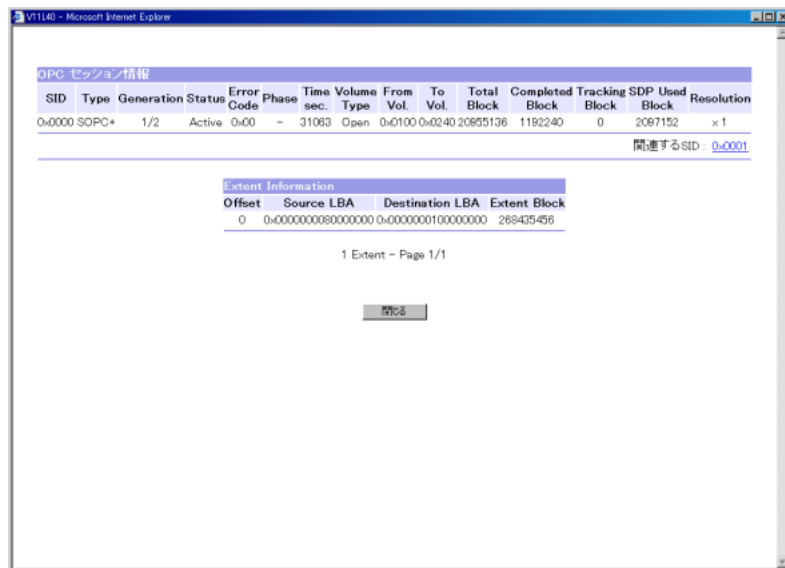 V11L40 - Microsoft Internet Explorer
OPC セッション情報
SID Type Generation Status Error Code Phase Time sec. Volume Type From Vol. To Vol. Total Block Completed Block Tracking Block SDP Used Block Resolution
0x0000 SOPC+ 1/2 Active 0x00 - 31063 Open 0x0100 0x0240 20955136 1192240 0 2097152 ×1
関連するSID : 0x0001
Extent Information
Offset Source LBA Destination LBA Extent Block
0 0x0000000080000000 0x0000000100000000 268435456
1 Extent - Page 1/1
閉じる